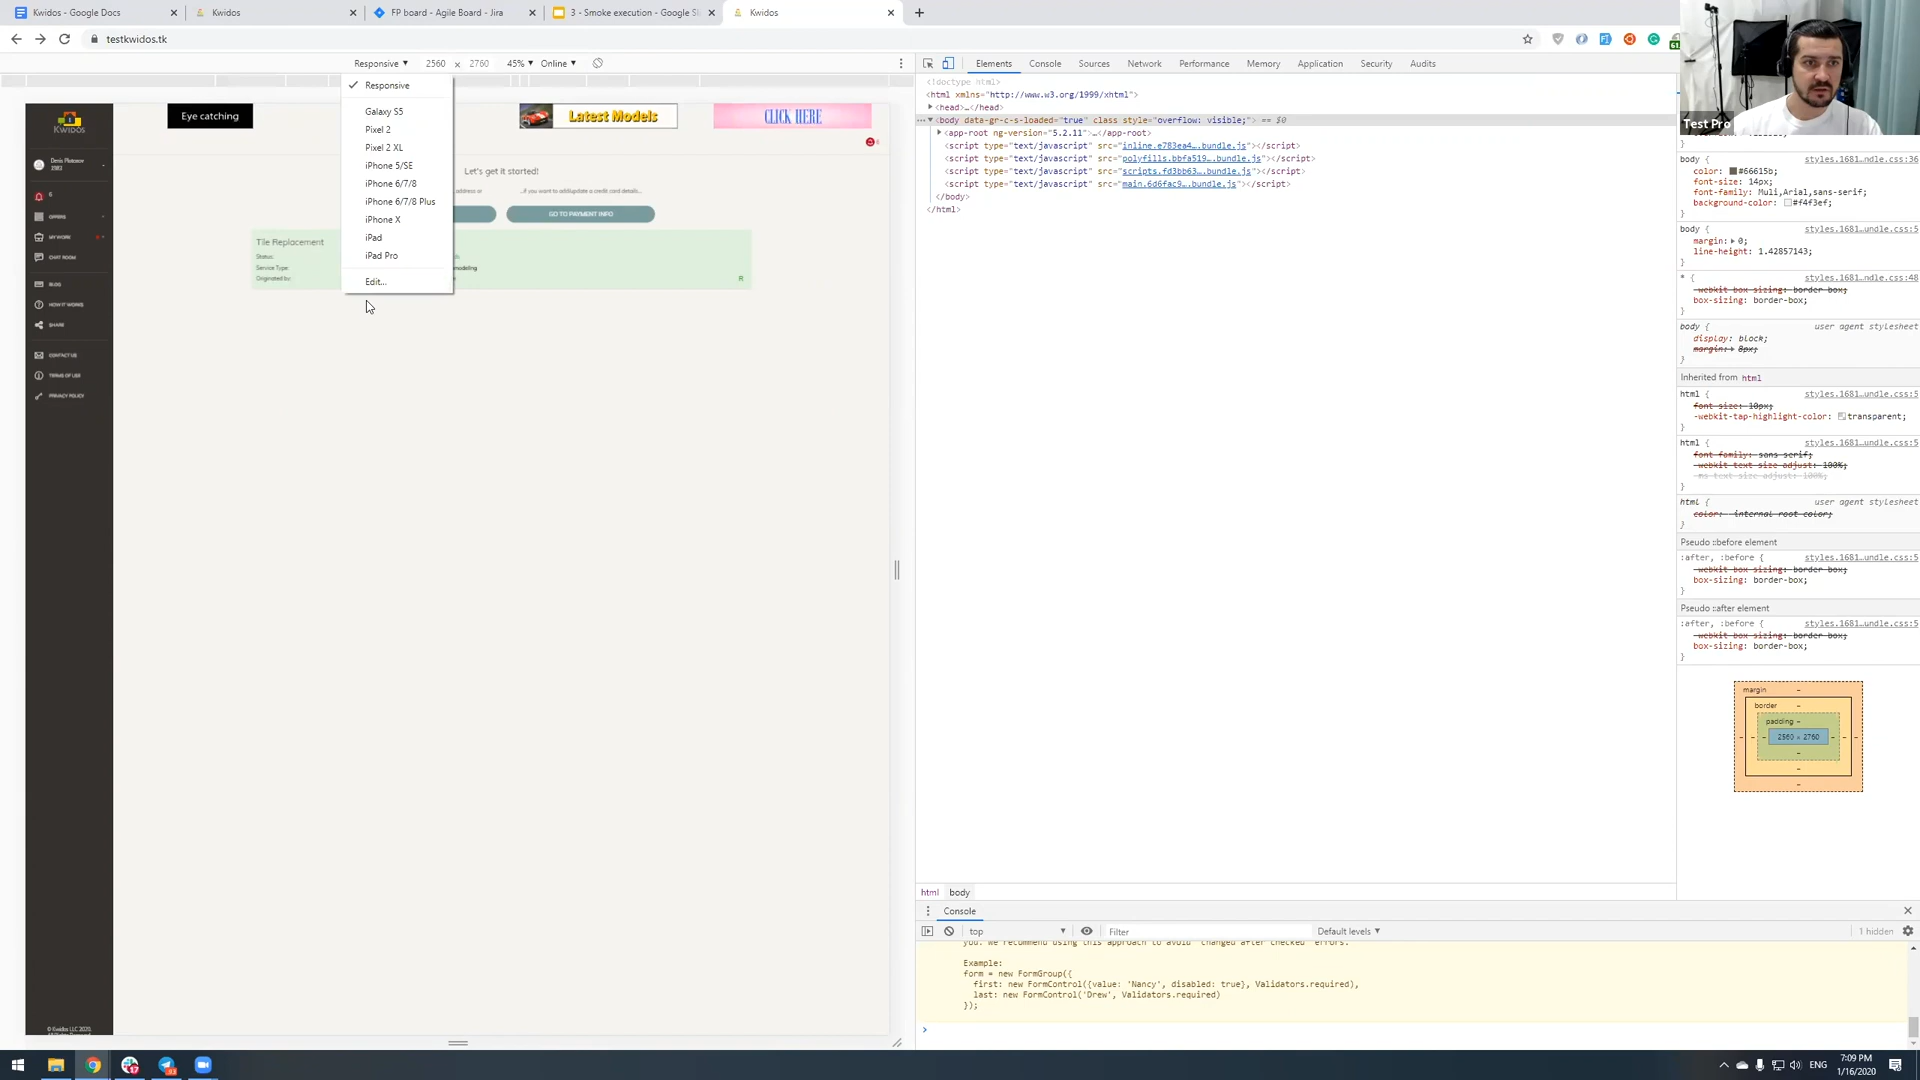 Kwidos - Google Docs
Kwidos
FP board - Agile Board - Jira
3 - Smoke execution - Google Sl
Kwidos
testkwidos.tk
Responsive ▼ 2560 × 2760 45% ▼ Online ▼
Responsive
Galaxy S5
Pixel 2
Pixel 2 XL
iPhone 5/SE
iPhone 6/7/8
iPhone 6/7/8 Plus
iPhone X
iPad
iPad Pro
Edit...
KWIDOS
Eye catching
Latest Models
CLICK HERE
Let's get it started!
address or
...if you want to add/update a credit card details...
GO TO PAYMENT INFO
Tile Replacement
Status:
Service Type:
Originated by:
R
OFFERS
MY WORK
CHAT ROOM
BLOG
HOW IT WORKS
SHARE
CONTACT US
TERMS OF USE
PRIVACY POLICY
© Kwidos LLC 2020.
Elements Console Sources Network Performance Memory Application Security Audits
<!doctype html>
<html xmlns="http://www.w3.org/1999/xhtml">
<head>…</head>
<body data-gr-c-s-loaded="true" class style="overflow: visible;"> == $0
<app-root ng-version="5.2.11">…</app-root>
<script type="text/javascript" src="inline.e783ea4….bundle.js"></script>
<script type="text/javascript" src="polyfills.bbfa519….bundle.js"></script>
<script type="text/javascript" src="scripts.fd3bb63….bundle.js"></script>
<script type="text/javascript" src="main.6d6fac9….bundle.js"></script>
</body>
</html>
Test Pro
}
body { styles.1681…undle.css:36
color: #66615b;
font-size: 14px;
font-family: Muli,Arial,sans-serif;
background-color: #f4f3ef;
}
body { styles.1681…undle.css:5
margin: 0;
line-height: 1.42857143;
}
* { styles.1681…undle.css:48
-webkit-box-sizing: border-box;
box-sizing: border-box;
}
body { user agent stylesheet
display: block;
margin: 8px;
}
Inherited from html
html { styles.1681…undle.css:5
font-size: 10px;
-webkit-tap-highlight-color: transparent;
}
html { styles.1681…undle.css:5
font-family: sans-serif;
-webkit-text-size-adjust: 100%;
-ms-text-size-adjust: 100%;
}
html { user agent stylesheet
color: -internal-root-color;
}
Pseudo ::before element
:after, :before { styles.1681…undle.css:5
-webkit-box-sizing: border-box;
box-sizing: border-box;
}
Pseudo ::after element
:after, :before { styles.1681…undle.css:5
-webkit-box-sizing: border-box;
box-sizing: border-box;
}
margin –
border –
padding –
2560 × 2760
html body
Console
top ▼ Filter Default levels ▼ 1 hidden
you. We recommend using this approach to avoid 'changed after checked' errors.
Example:
form = new FormGroup({
first: new FormControl({value: 'Nancy', disabled: true}, Validators.required),
last: new FormControl('Drew', Validators.required)
});
ENG
7:09 PM
1/16/2020